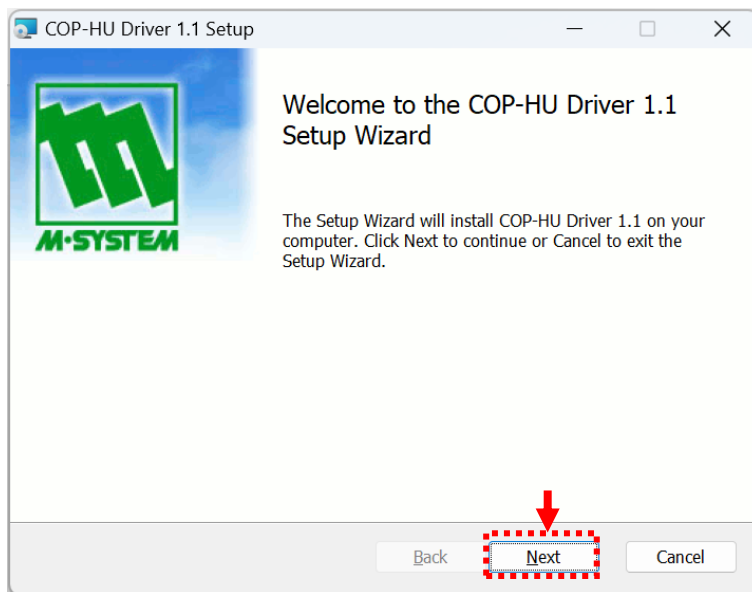 COP-HU Driver 1.1 Setup
Welcome to the COP-HU Driver 1.1
Setup Wizard
The Setup Wizard will install COP-HU Driver 1.1 on your
computer. Click Next to continue or Cancel to exit the
Setup Wizard.
M·SYSTEM
Back Next Cancel